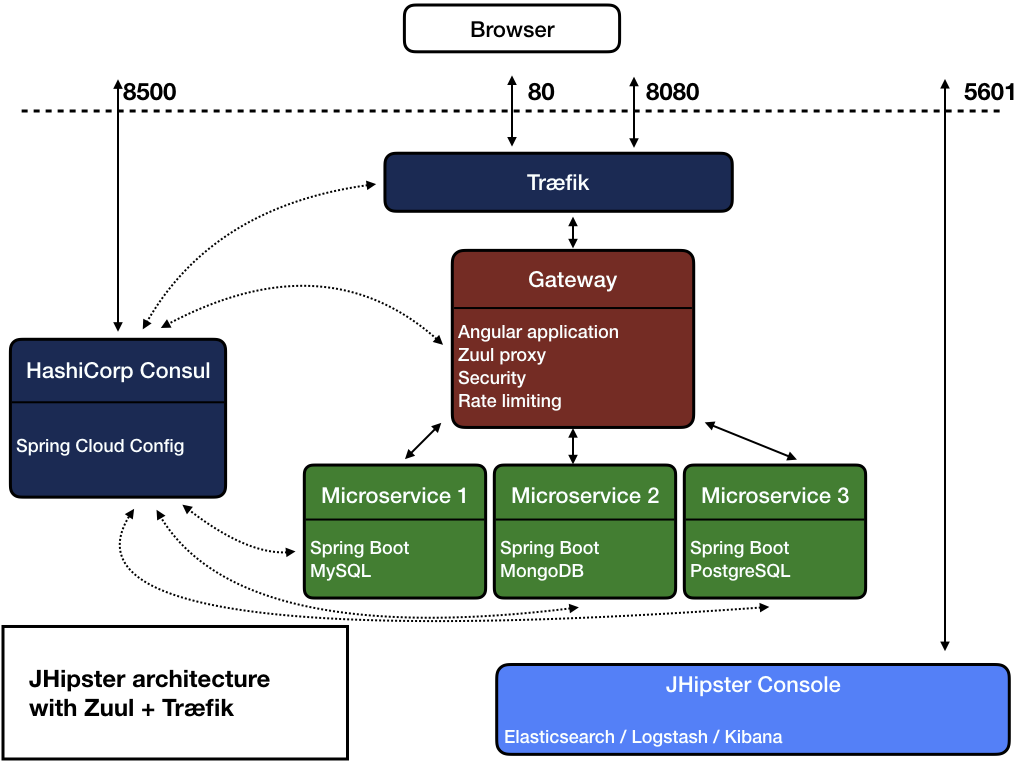 Browser
8500
80
8080
5601
Træfik
Gateway
Angular application
Zuul proxy
Security
Rate limiting
HashiCorp Consul
Spring Cloud Config
Microservice 1
Spring Boot
MySQL
Microservice 2
Spring Boot
MongoDB
Microservice 3
Spring Boot
PostgreSQL
JHipster architecture
with Zuul + Træfik
JHipster Console
Elasticsearch / Logstash / Kibana